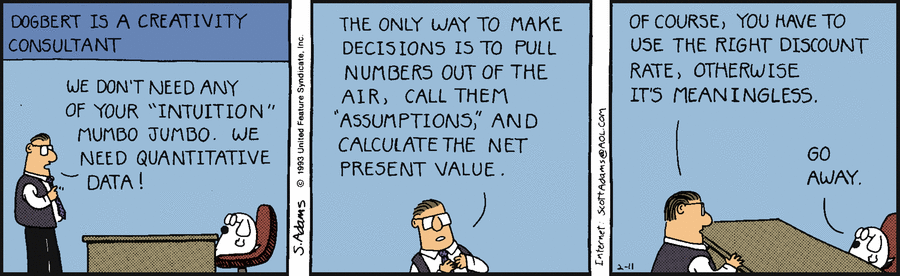 DOGBERT IS A CREATIVITY
CONSULTANT
WE DON'T NEED ANY
OF YOUR "INTUITION"
MUMBO JUMBO. WE
NEED QUANTITATIVE
DATA!
S.Adams
© 1993 United Feature Syndicate, Inc.
THE ONLY WAY TO MAKE
DECISIONS IS TO PULL
NUMBERS OUT OF THE
AIR, CALL THEM
"ASSUMPTIONS," AND
CALCULATE THE NET
PRESENT VALUE.
Internet: ScottAdams@AOL.COM
OF COURSE, YOU HAVE TO
USE THE RIGHT DISCOUNT
RATE, OTHERWISE
IT'S MEANINGLESS.
GO
AWAY.
2-11